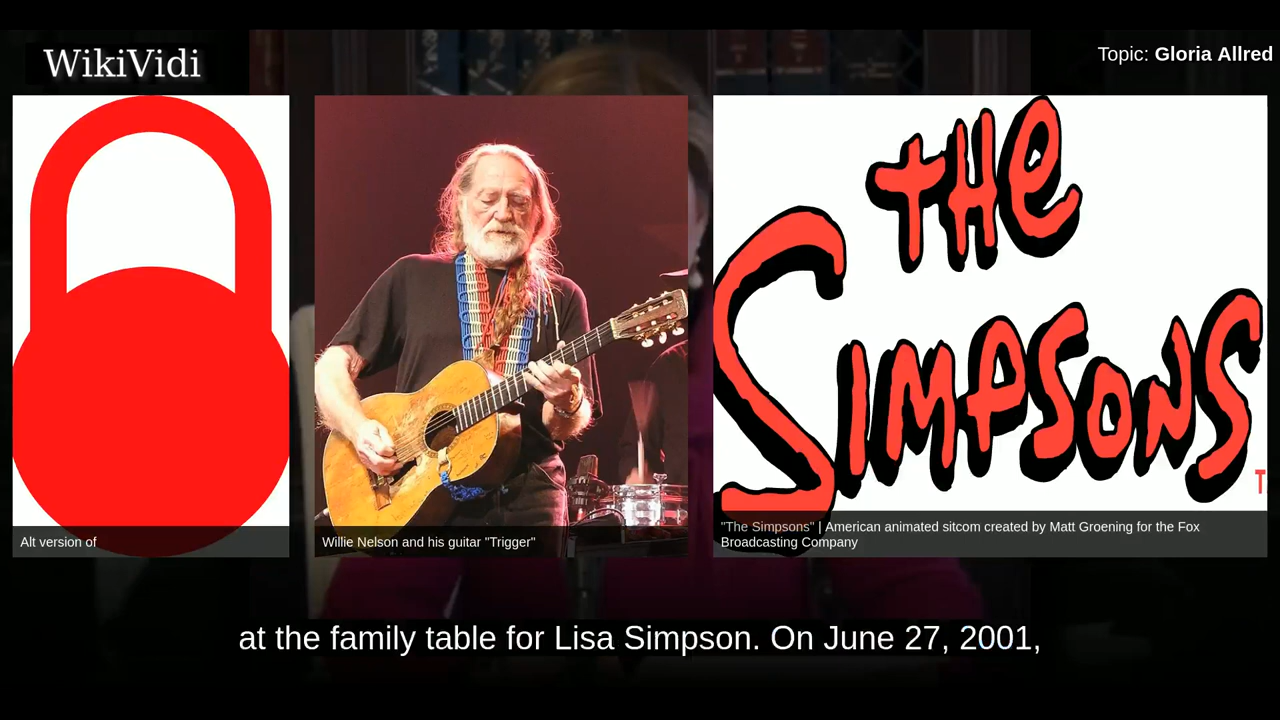 WikiVidi
Topic: Gloria Allred
THE
SIMPSONS
Alt version of
Willie Nelson and his guitar "Trigger"
"The Simpsons" | American animated sitcom created by Matt Groening for the Fox
Broadcasting Company
at the family table for Lisa Simpson. On June 27, 2001,